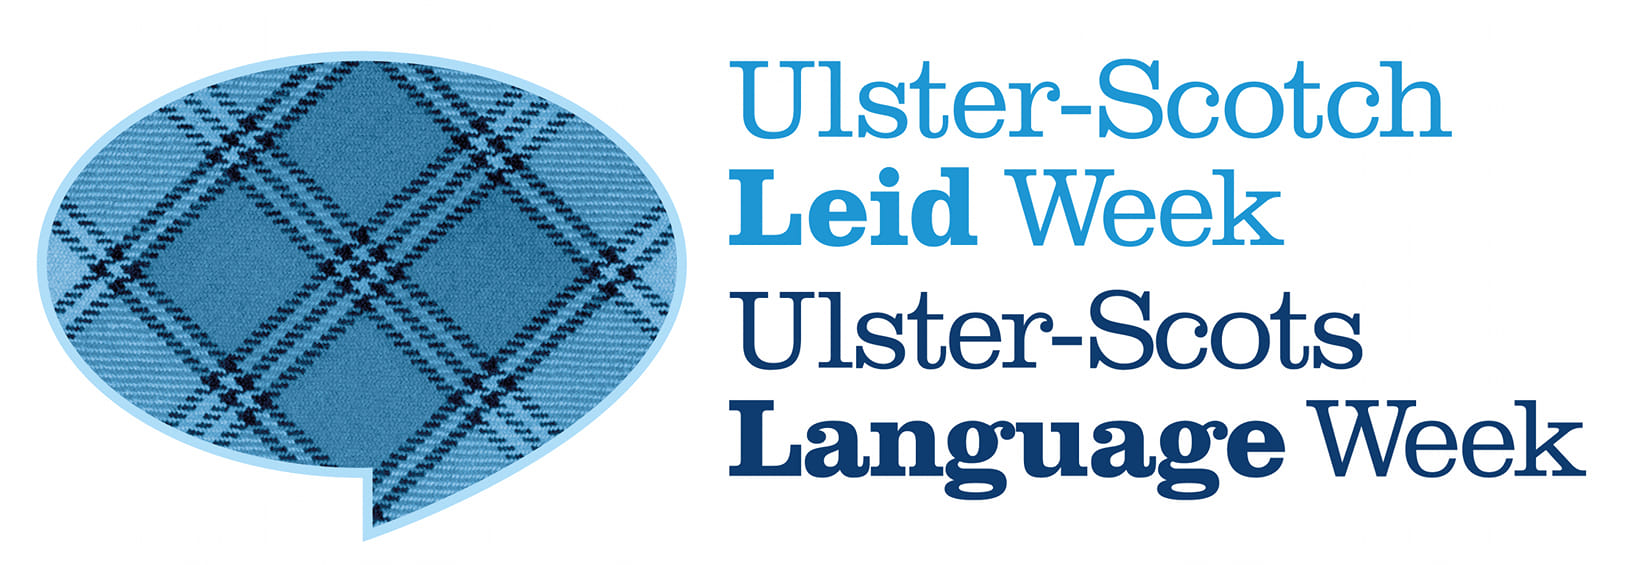 Ulster-Scotch
Leid Week
Ulster-Scots
Language Week